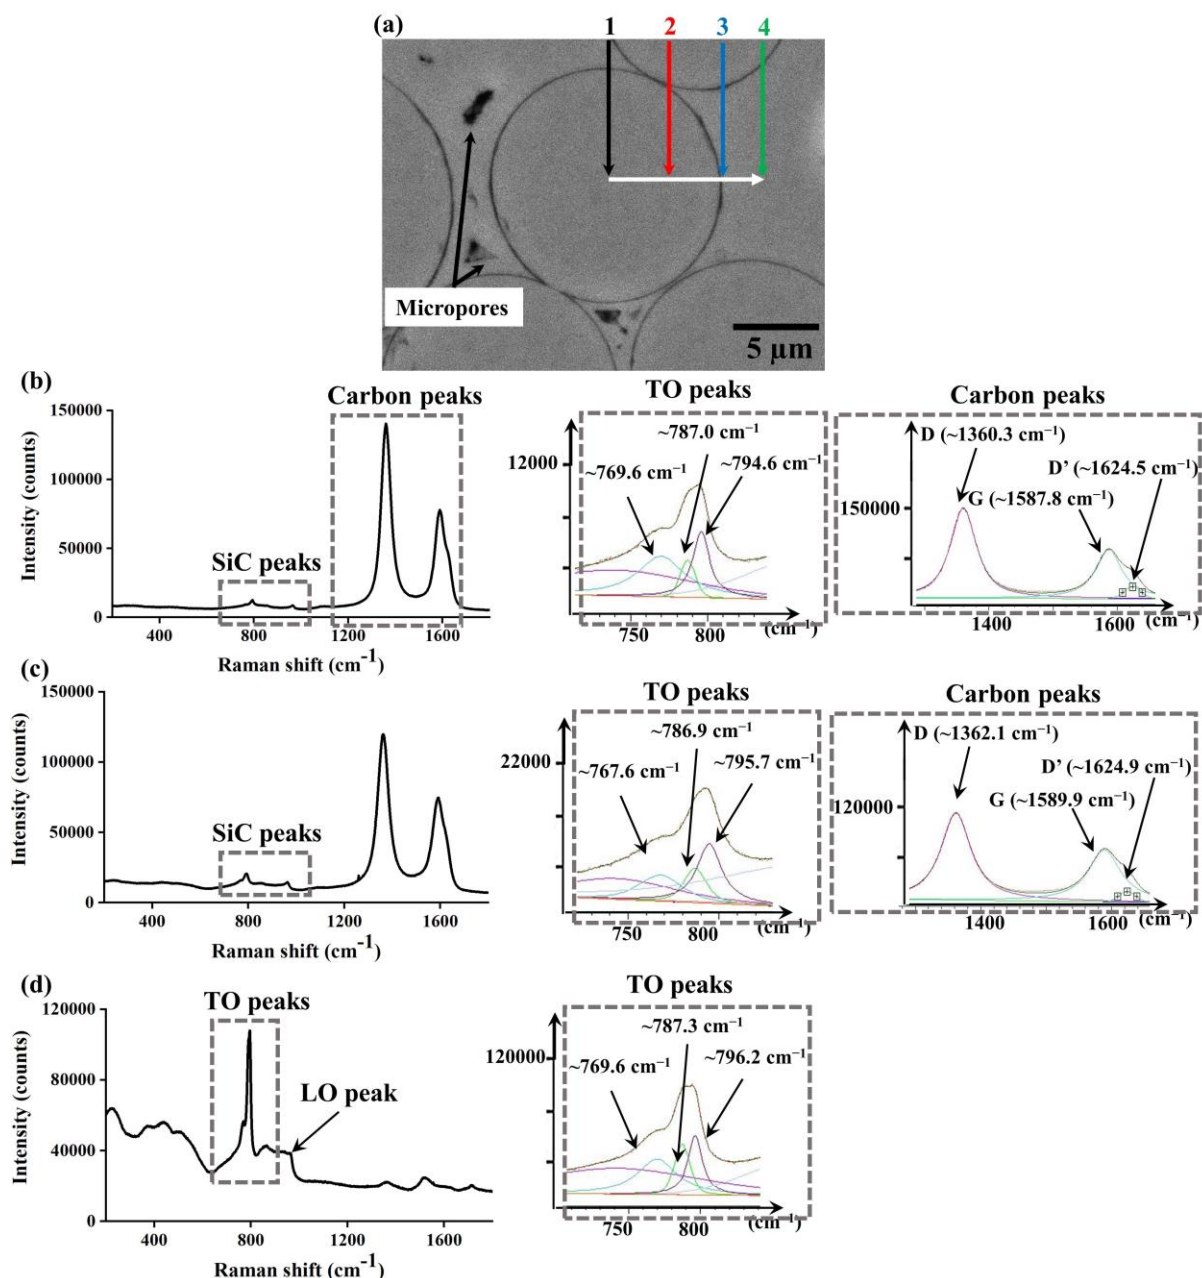 (a)
1 2 3 4
Micropores
5 µm
(b)
Carbon peaks
SiC peaks
150000
100000
50000
0
Intensity (counts)
400 800 1200 1600
Raman shift (cm⁻¹)
TO peaks
12000
~787.0 cm⁻¹
~769.6 cm⁻¹
~794.6 cm⁻¹
750 800 (cm⁻¹)
Carbon peaks
D (~1360.3 cm⁻¹)
D’ (~1624.5 cm⁻¹)
G (~1587.8 cm⁻¹)
150000
1400 1600 (cm⁻¹)
(c)
SiC peaks
150000
100000
50000
0
Intensity (counts)
400 800 1200 1600
Raman shift (cm⁻¹)
TO peaks
22000
~786.9 cm⁻¹
~767.6 cm⁻¹
~795.7 cm⁻¹
750 800 (cm⁻¹)
Carbon peaks
D (~1362.1 cm⁻¹)
D’ (~1624.9 cm⁻¹)
G (~1589.9 cm⁻¹)
120000
1400 1600 (cm⁻¹)
(d)
TO peaks
LO peak
120000
80000
40000
0
Intensity (counts)
400 800 1200 1600
Raman shift (cm⁻¹)
TO peaks
120000
~787.3 cm⁻¹
~769.6 cm⁻¹
~796.2 cm⁻¹
750 800 (cm⁻¹)